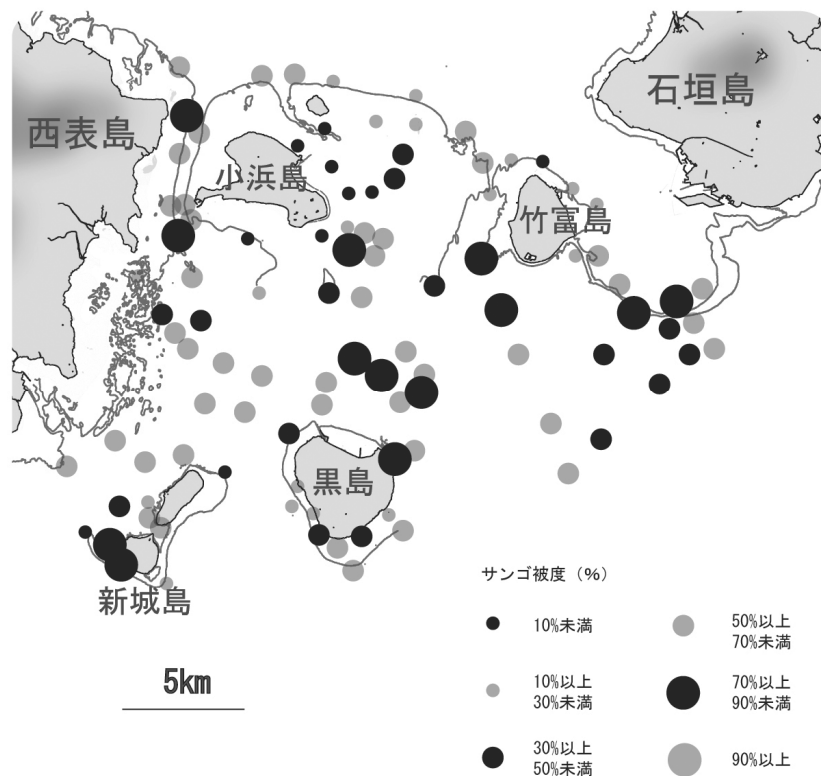 西表島
石垣島
小浜島
竹富島
黒島
新城島
5km
サンゴ被度（%）
10%未満
10%以上
30%未満
30%以上
50%未満
50%以上
70%未満
70%以上
90%未満
90%以上